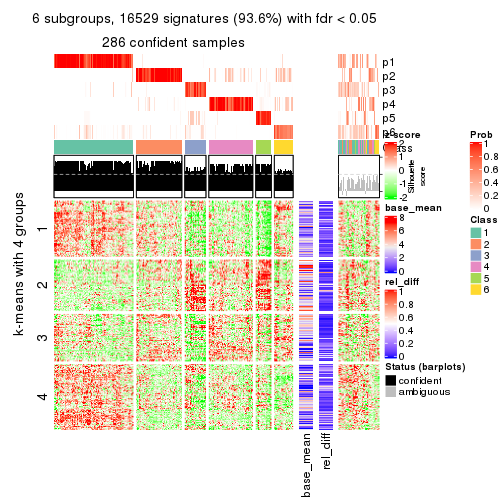 6 subgroups, 16529 signatures (93.6%) with fdr < 0.05
286 confident samples
p1
p2
p3
p4
p5
p6
Class
Silhouette
score
k-means with 4 groups
1
2
3
4
base_mean
rel_diff
z-score
2
1
0
-1
-2
base_mean
8
6
4
2
0
rel_diff
1
0.8
0.6
0.4
0.2
0
Status (barplots)
confident
ambiguous
Prob
1
0.8
0.6
0.4
0.2
0
Class
1
2
3
4
5
6